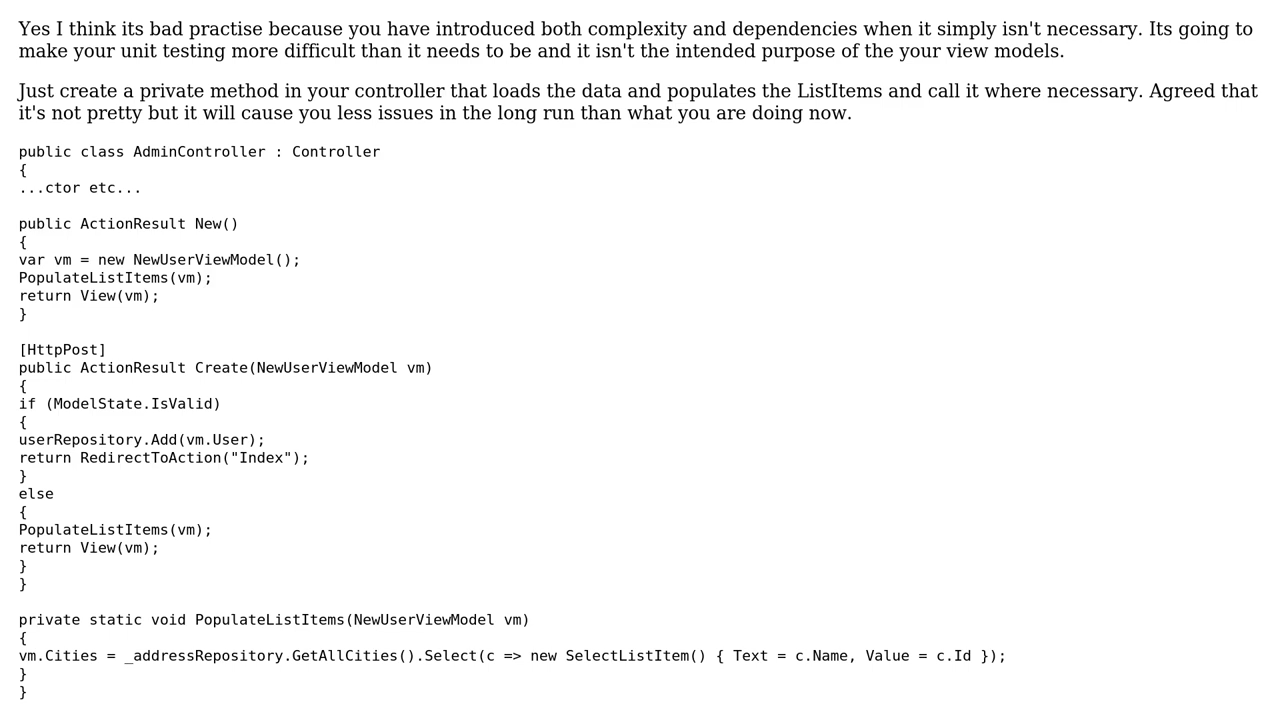 Yes I think its bad practise because you have introduced both complexity and dependencies when it simply isn't necessary. Its going to
make your unit testing more difficult than it needs to be and it isn't the intended purpose of the your view models.
Just create a private method in your controller that loads the data and populates the ListItems and call it where necessary. Agreed that
it's not pretty but it will cause you less issues in the long run than what you are doing now.
public class AdminController : Controller
{
...ctor etc...
public ActionResult New()
{
var vm = new NewUserViewModel();
PopulateListItems(vm);
return View(vm);
}
[HttpPost]
public ActionResult Create(NewUserViewModel vm)
{
if (ModelState.IsValid)
{
userRepository.Add(vm.User);
return RedirectToAction("Index");
}
else
{
PopulateListItems(vm);
return View(vm);
}
}
private static void PopulateListItems(NewUserViewModel vm)
{
vm.Cities = _addressRepository.GetAllCities().Select(c => new SelectListItem() { Text = c.Name, Value = c.Id });
}
}